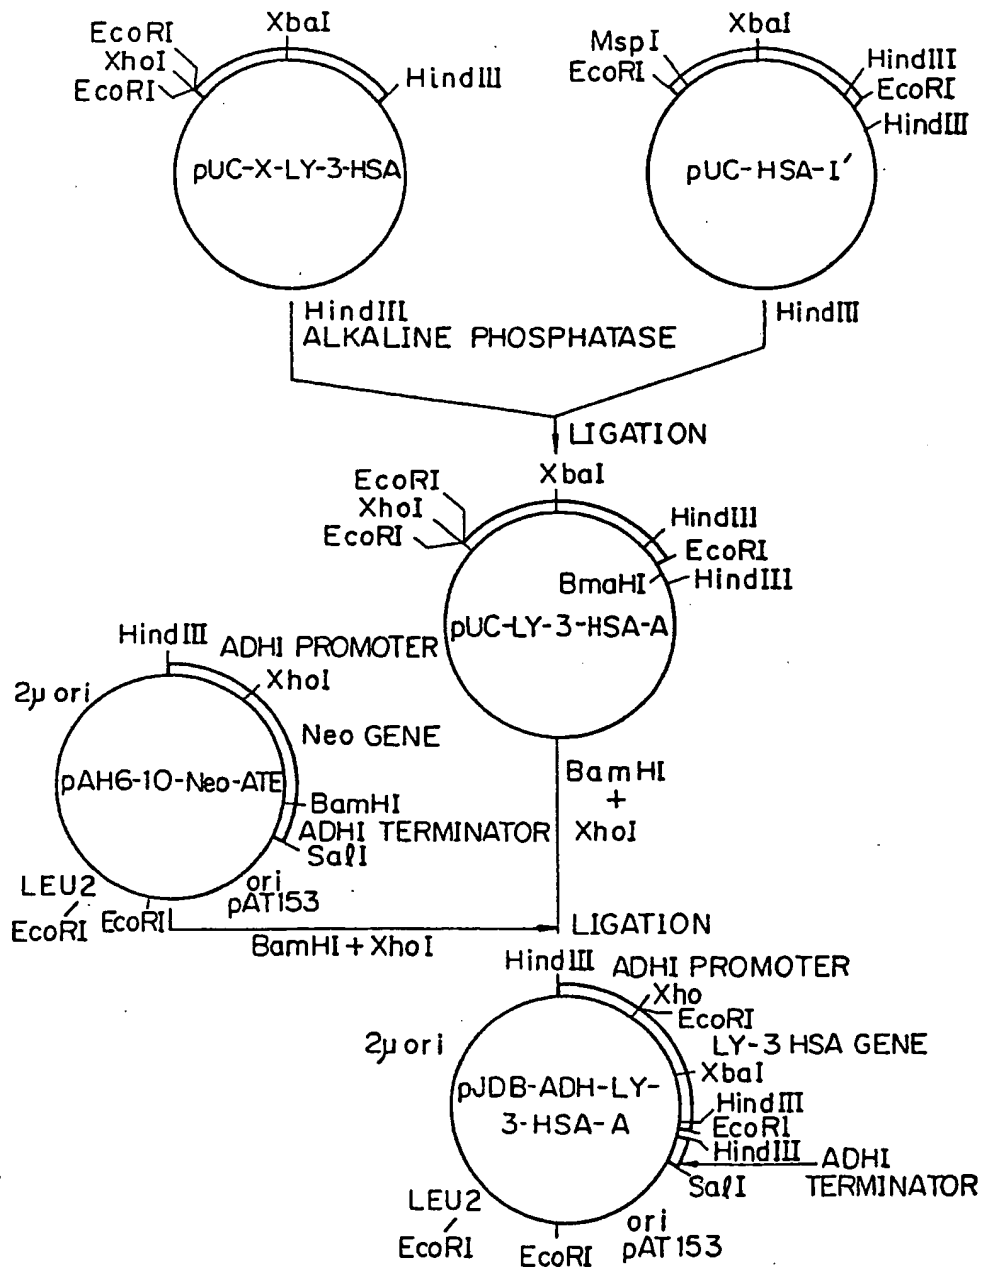 EcoRI
XhoI
EcoRI
XbaI
HindIII
pUC-X-LY-3-HSA
XbaI
MspI
EcoRI
HindIII
EcoRI
HindIII
pUC-HSA-I′
HindIII
ALKALINE PHOSPHATASE
HindIII
LIGATION
XbaI
EcoRI
XhoI
EcoRI
HindIII
EcoRI
BmaHI
HindIII
pUC-LY-3-HSA-A
HindIII
ADHI PROMOTER
XhoI
2μ ori
Neo GENE
pAH6-10-Neo-ATE
BamHI
ADHI TERMINATOR
SalI
ori
pAT153
LEU2
EcoRI
EcoRI
BamHI
+
XhoI
BamHI + XhoI
LIGATION
HindIII
ADHI PROMOTER
Xho
EcoRI
LY-3 HSA GENE
2μ ori
XbaI
pJDB-ADH-LY-
3-HSA-A
HindIII
EcoRI
HindIII
ADHI
TERMINATOR
SalI
LEU2
EcoRI
EcoRI
ori
pAT153